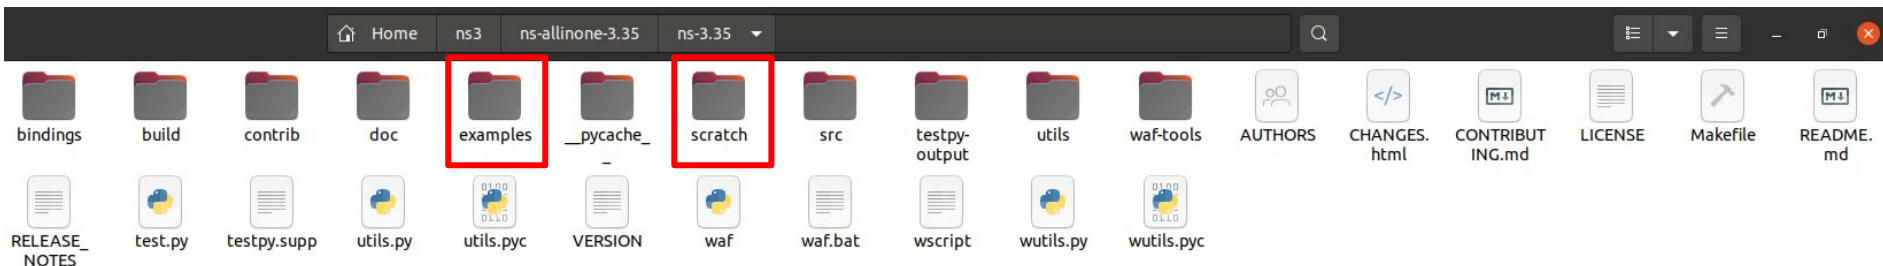 Home ns3 ns-allinone-3.35 ns-3.35
bindings build contrib doc examples __pycache_ scratch src testpy- utils waf-tools AUTHORS CHANGES. CONTRIBUT LICENSE Makefile README.
_ output html ING.md md
RELEASE_ test.py testpy.supp utils.py utils.pyc VERSION waf waf.bat wscript wutils.py wutils.pyc
NOTES